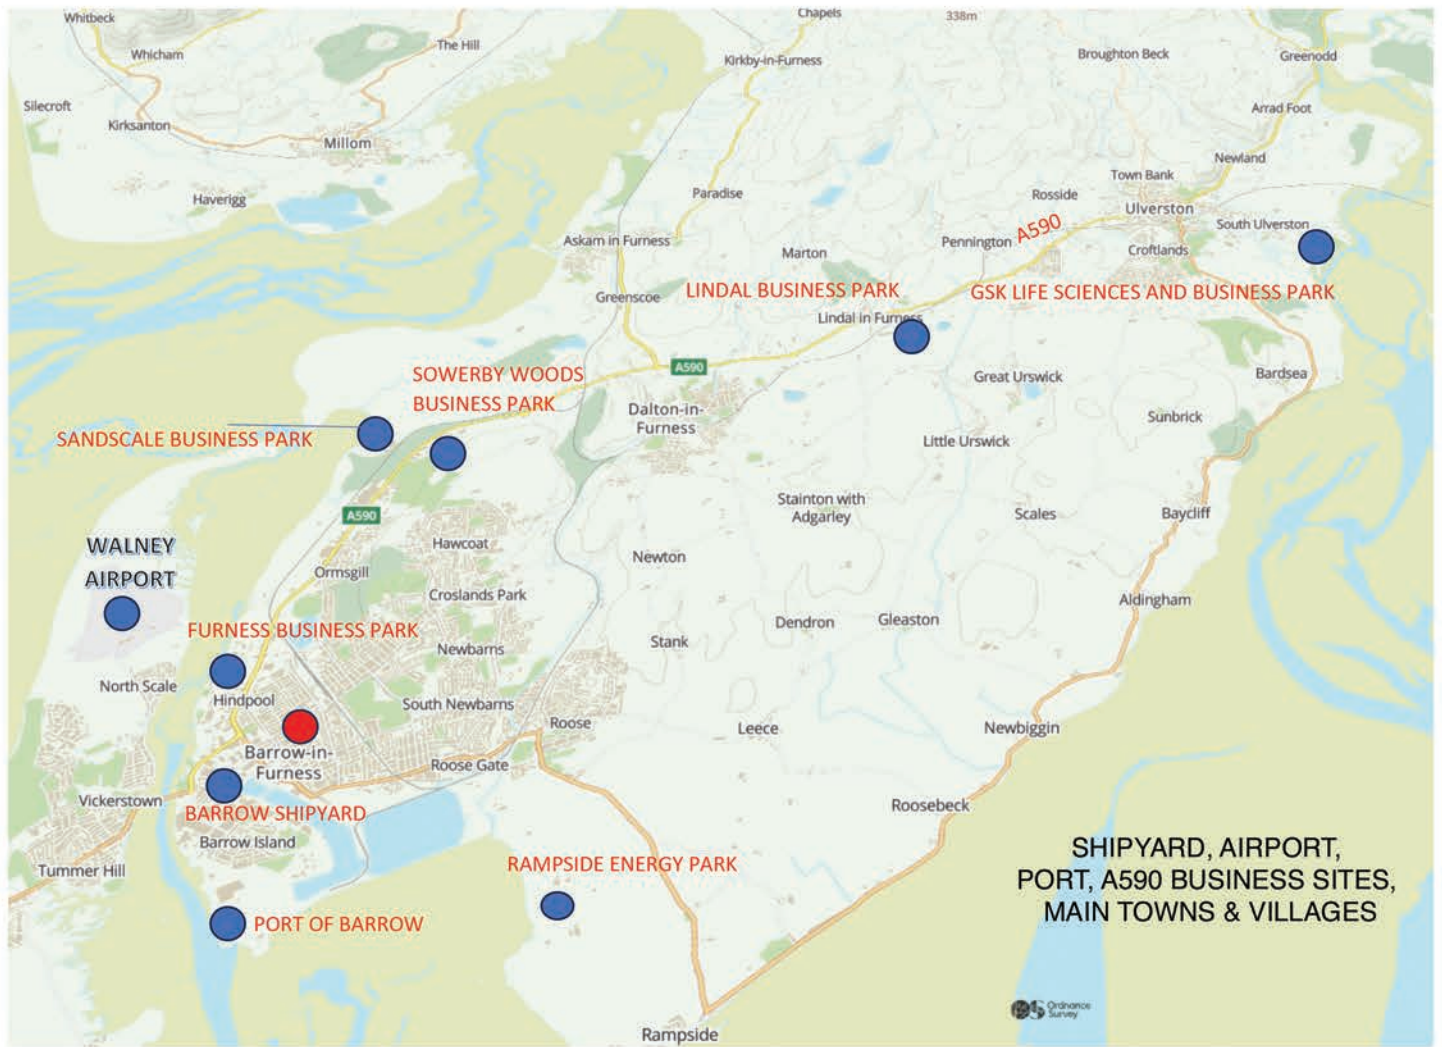 Whitbeck
Chapels
338m
Whicham
The Hill
Kirkby-in-Furness
Broughton Beck
Greenodd
Silecroft
Kirksanton
Arrad Foot
Millom
Newland
Town Bank
Haverigg
Paradise
Rosside
Ulverston
South Ulverston
A590
Askam in Furness
Marton
Pennington
Croftlands
Greenscoe
LINDAL BUSINESS PARK
GSK LIFE SCIENCES AND BUSINESS PARK
Lindal in Furness
A590
SOWERBY WOODS
BUSINESS PARK
Great Urswick
Bardsea
Dalton-in-
Furness
Sunbrick
SANDSCALE BUSINESS PARK
Little Urswick
Stainton with
Adgarley
Scales
Baycliff
A590
WALNEY
AIRPORT
Hawcoat
Newton
Ormsgill
Croslands Park
Aldingham
FURNESS BUSINESS PARK
Dendron
Gleaston
Stank
Newbarns
North Scale
Hindpool
South Newbarns
Roose
Leece
Newbiggin
Barrow-in-
Furness
Roose Gate
Vickerstown
BARROW SHIPYARD
Roosebeck
Barrow Island
Tummer Hill
RAMPSIDE ENERGY PARK
SHIPYARD, AIRPORT,
PORT, A590 BUSINESS SITES,
MAIN TOWNS & VILLAGES
PORT OF BARROW
OS Ordnance
Survey
Rampside